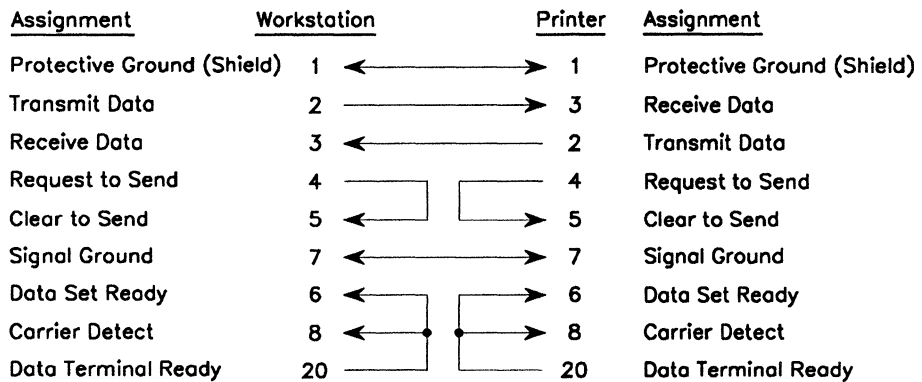 Assignment Workstation Printer Assignment
Protective Ground (Shield) 1 1 Protective Ground (Shield)
Transmit Data 2 3 Receive Data
Receive Data 3 2 Transmit Data
Request to Send 4 4 Request to Send
Clear to Send 5 5 Clear to Send
Signal Ground 7 7 Signal Ground
Data Set Ready 6 6 Data Set Ready
Carrier Detect 8 8 Carrier Detect
Data Terminal Ready 20 20 Data Terminal Ready